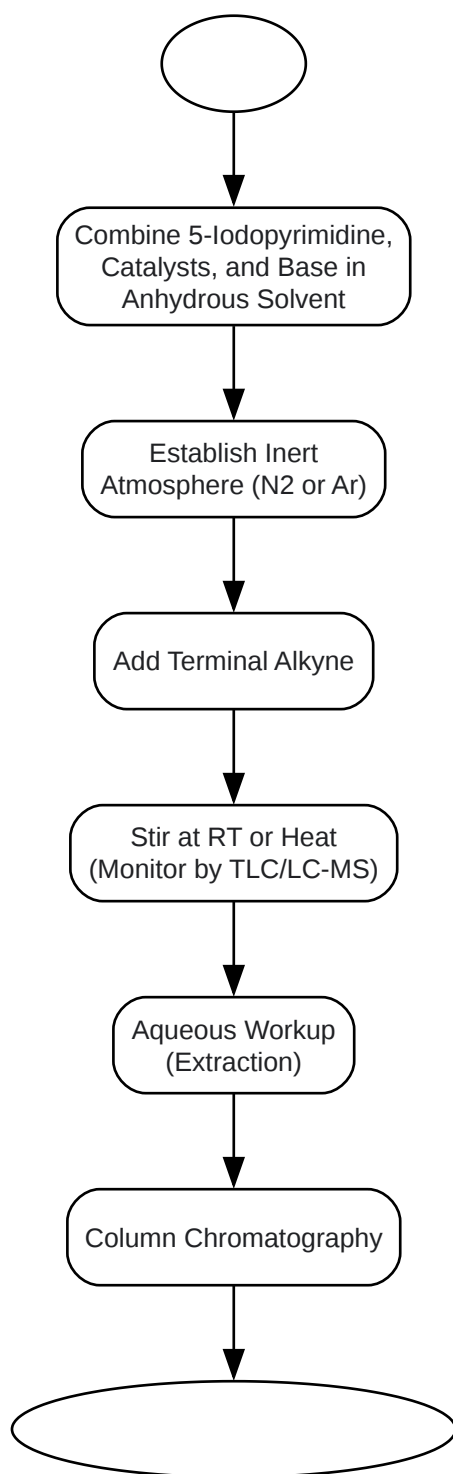 Combine 5-Iodopyrimidine,
Catalysts, and Base in
Anhydrous Solvent
Establish Inert
Atmosphere (N2 or Ar)
Add Terminal Alkyne
Stir at RT or Heat
(Monitor by TLC/LC-MS)
Aqueous Workup
(Extraction)
Column Chromatography